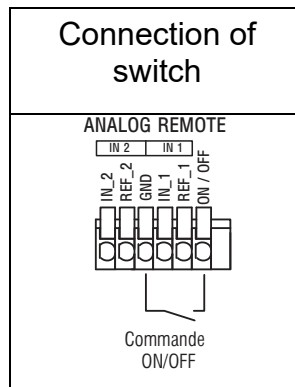 Connection of
switch
ANALOG REMOTE
IN 2 IN 1
IN_2 REF_2 GND IN_1 REF_1 ON / OFF
Commande
ON/OFF